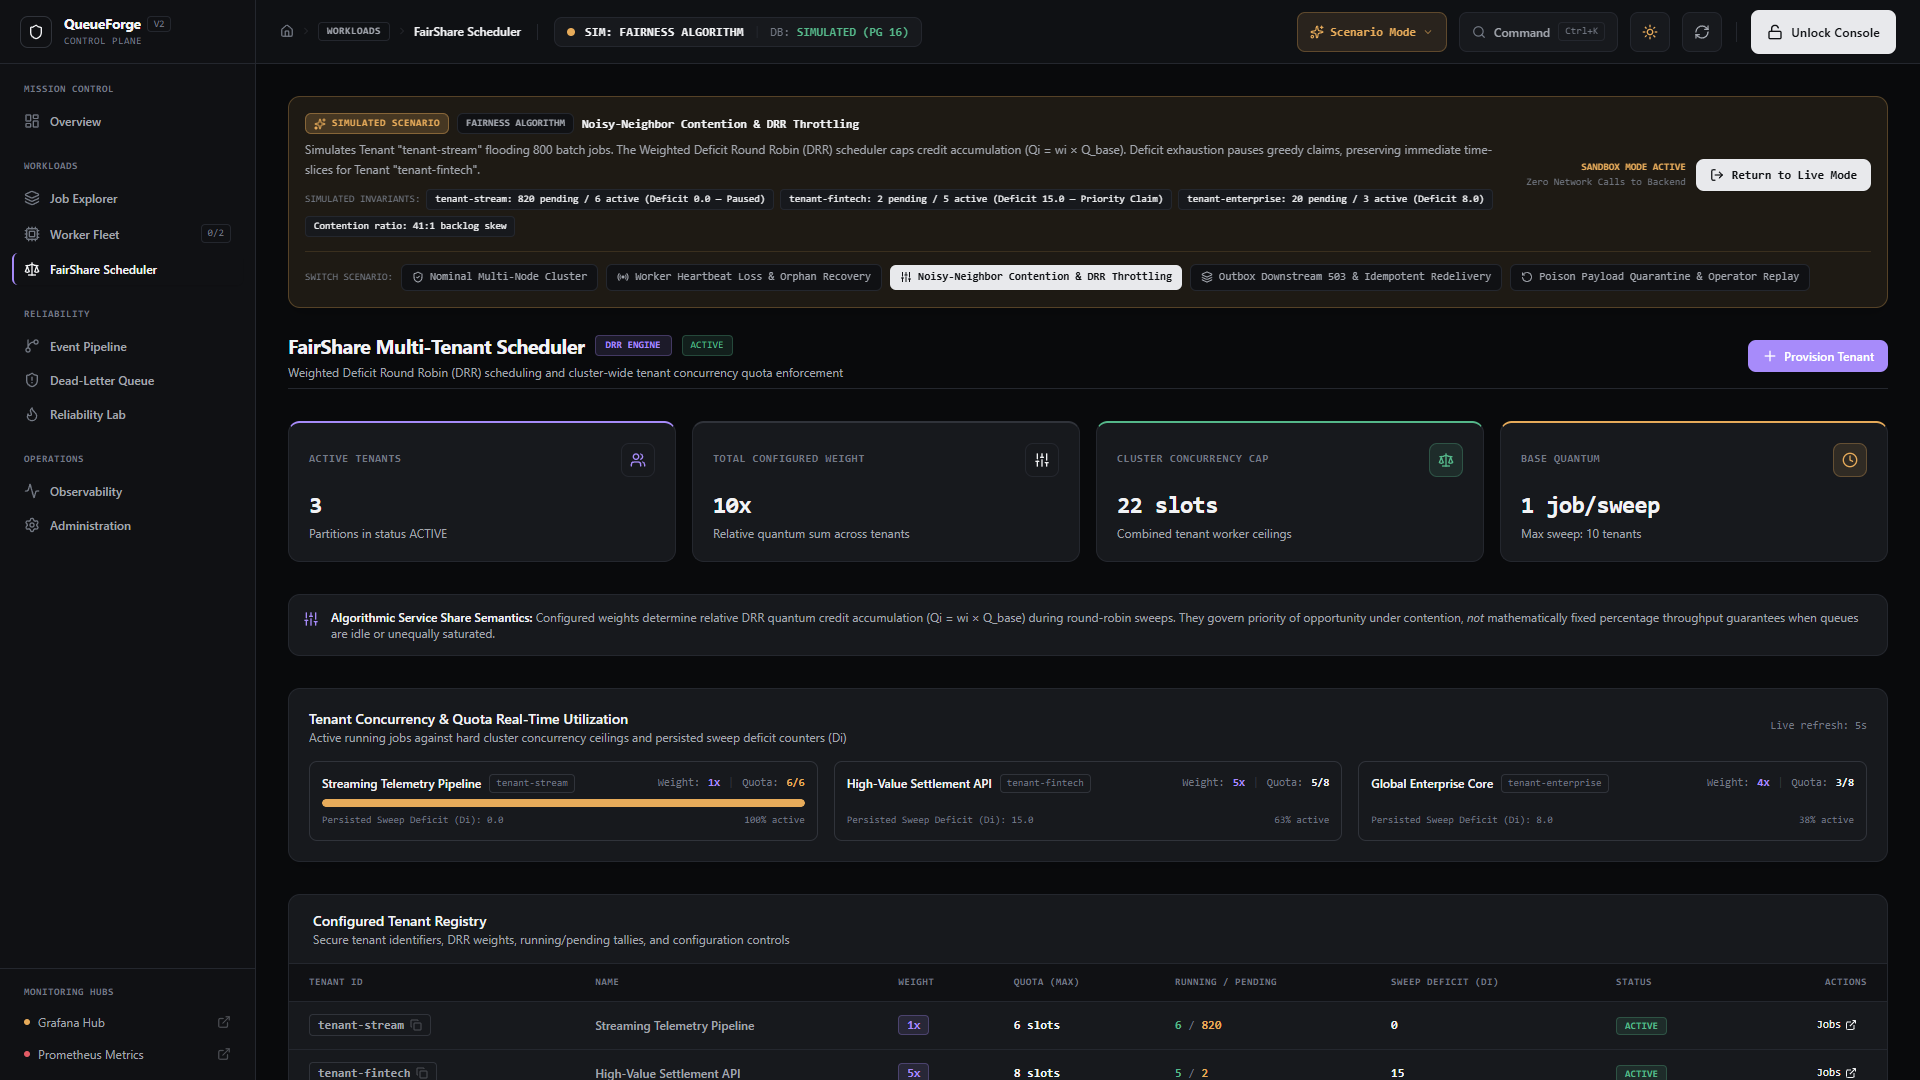 QueueForge V2
CONTROL PLANE
MISSION CONTROL
Overview
WORKLOADS
Job Explorer
Worker Fleet 0/2
FairShare Scheduler
RELIABILITY
Event Pipeline
Dead-Letter Queue
Reliability Lab
OPERATIONS
Observability
Administration
MONITORING HUBS
Grafana Hub
Prometheus Metrics
WORKLOADS FairShare Scheduler SIM: FAIRNESS ALGORITHM DB: SIMULATED (PG 16) Scenario Mode Command Ctrl+K Unlock Console
SIMULATED SCENARIO FAIRNESS ALGORITHM Noisy-Neighbor Contention & DRR Throttling
Simulates Tenant "tenant-stream" flooding 800 batch jobs. The Weighted Deficit Round Robin (DRR) scheduler caps credit accumulation (Qi = wi × Q_base). Deficit exhaustion pauses greedy claims, preserving immediate time-
slices for Tenant "tenant-fintech".
SIMULATED INVARIANTS: tenant-stream: 820 pending / 6 active (Deficit 0.0 — Paused) tenant-fintech: 2 pending / 5 active (Deficit 15.0 — Priority Claim) tenant-enterprise: 20 pending / 3 active (Deficit 8.0)
Contention ratio: 41:1 backlog skew
SANDBOX MODE ACTIVE
Zero Network Calls to Backend
Return to Live Mode
SWITCH SCENARIO: Nominal Multi-Node Cluster Worker Heartbeat Loss & Orphan Recovery Noisy-Neighbor Contention & DRR Throttling Outbox Downstream 503 & Idempotent Redelivery Poison Payload Quarantine & Operator Replay
FairShare Multi-Tenant Scheduler DRR ENGINE ACTIVE
Weighted Deficit Round Robin (DRR) scheduling and cluster-wide tenant concurrency quota enforcement
Provision Tenant
ACTIVE TENANTS
3
Partitions in status ACTIVE
TOTAL CONFIGURED WEIGHT
10x
Relative quantum sum across tenants
CLUSTER CONCURRENCY CAP
22 slots
Combined tenant worker ceilings
BASE QUANTUM
1 job/sweep
Max sweep: 10 tenants
Algorithmic Service Share Semantics: Configured weights determine relative DRR quantum credit accumulation (Qi = wi × Q_base) during round-robin sweeps. They govern priority of opportunity under contention, not mathematically fixed percentage throughput guarantees when queues
are idle or unequally saturated.
Tenant Concurrency & Quota Real-Time Utilization
Active running jobs against hard cluster concurrency ceilings and persisted sweep deficit counters (Di)
Live refresh: 5s
Streaming Telemetry Pipeline tenant-stream Weight: 1x Quota: 6/6
Persisted Sweep Deficit (Di): 0.0 100% active
High-Value Settlement API tenant-fintech Weight: 5x Quota: 5/8
Persisted Sweep Deficit (Di): 15.0 63% active
Global Enterprise Core tenant-enterprise Weight: 4x Quota: 3/8
Persisted Sweep Deficit (Di): 8.0 38% active
Configured Tenant Registry
Secure tenant identifiers, DRR weights, running/pending tallies, and configuration controls
TENANT ID NAME WEIGHT QUOTA (MAX) RUNNING / PENDING SWEEP DEFICIT (DI) STATUS ACTIONS
tenant-stream Streaming Telemetry Pipeline 1x 6 slots 6 / 820 0 ACTIVE Jobs
tenant-fintech High-Value Settlement API 5x 8 slots 5 / 2 15 ACTIVE Jobs